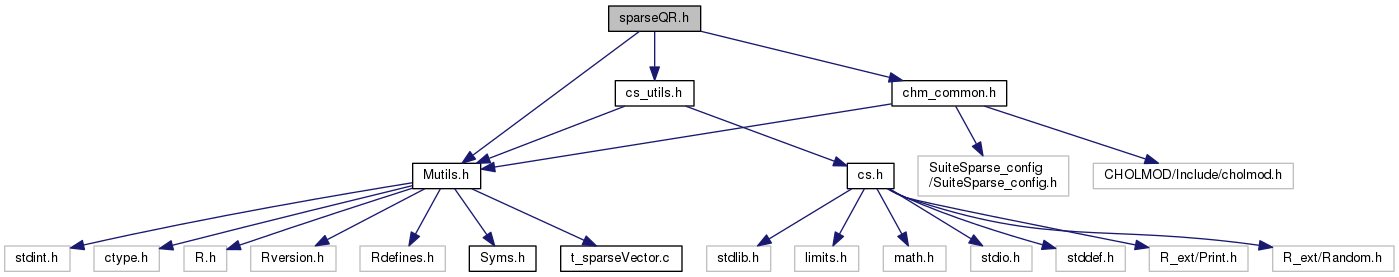 sparseQR.h
cs_utils.h
chm_common.h
Mutils.h
cs.h
SuiteSparse_config
/SuiteSparse_config.h
CHOLMOD/Include/cholmod.h
stdint.h
ctype.h
R.h
Rversion.h
Rdefines.h
Syms.h
t_sparseVector.c
stdlib.h
limits.h
math.h
stdio.h
stddef.h
R_ext/Print.h
R_ext/Random.h